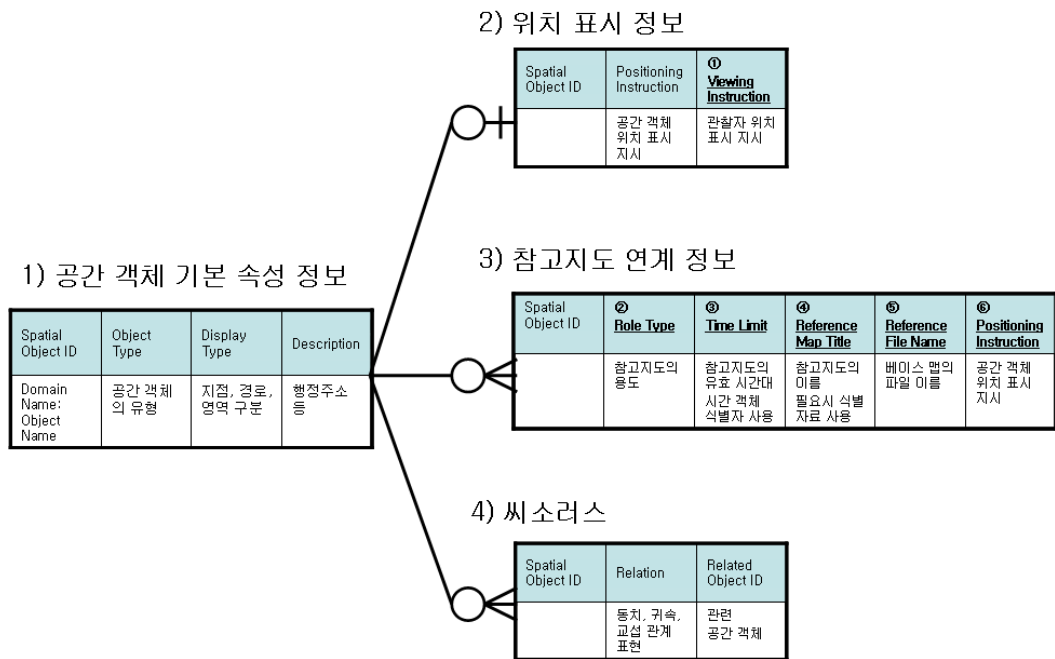 2) 위치 표시 정보
Spatial
Object ID
Positioning
Instruction
①
Viewing
Instruction
공간 객체
위치 표시
지시
관찰자 위치
표시 지시
1) 공간 객체 기본 속성 정보
Spatial
Object ID
Object
Type
Display
Type
Description
Domain
Name:
Object
Name
공간 객체
의 유형
지점, 경로,
영역 구분
행정주소
등
3) 참고지도 연계 정보
Spatial
Object ID
②
Role Type
③
Time Limit
④
Reference
Map Title
⑤
Reference
File Name
⑥
Positioning
Instruction
참고지도의
용도
참고지도의
유효 시간대
시간 객체
식별자 사용
참고지도의
이름
필요시 식별
자료 사용
베이스 맵의
파일 이름
공간 객체
위치 표시
지시
4) 씨소러스
Spatial
Object ID
Relation
Related
Object ID
동치, 귀속,
교섭 관계
표현
관련
공간 객체